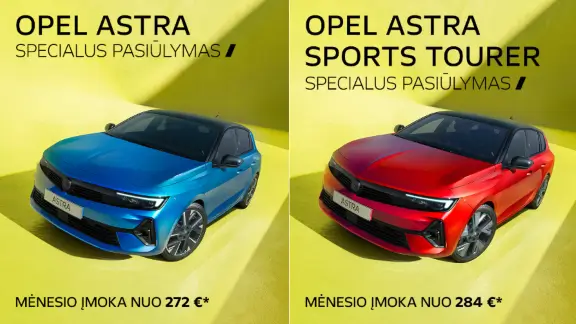 OPEL ASTRA
SPECIALUS PASIŪLYMAS
ASTRA
MĖNESIO ĮMOKA NUO 272 €*
OPEL ASTRA
SPORTS TOURER
SPECIALUS PASIŪLYMAS
ASTRA
MĖNESIO ĮMOKA NUO 284 €*